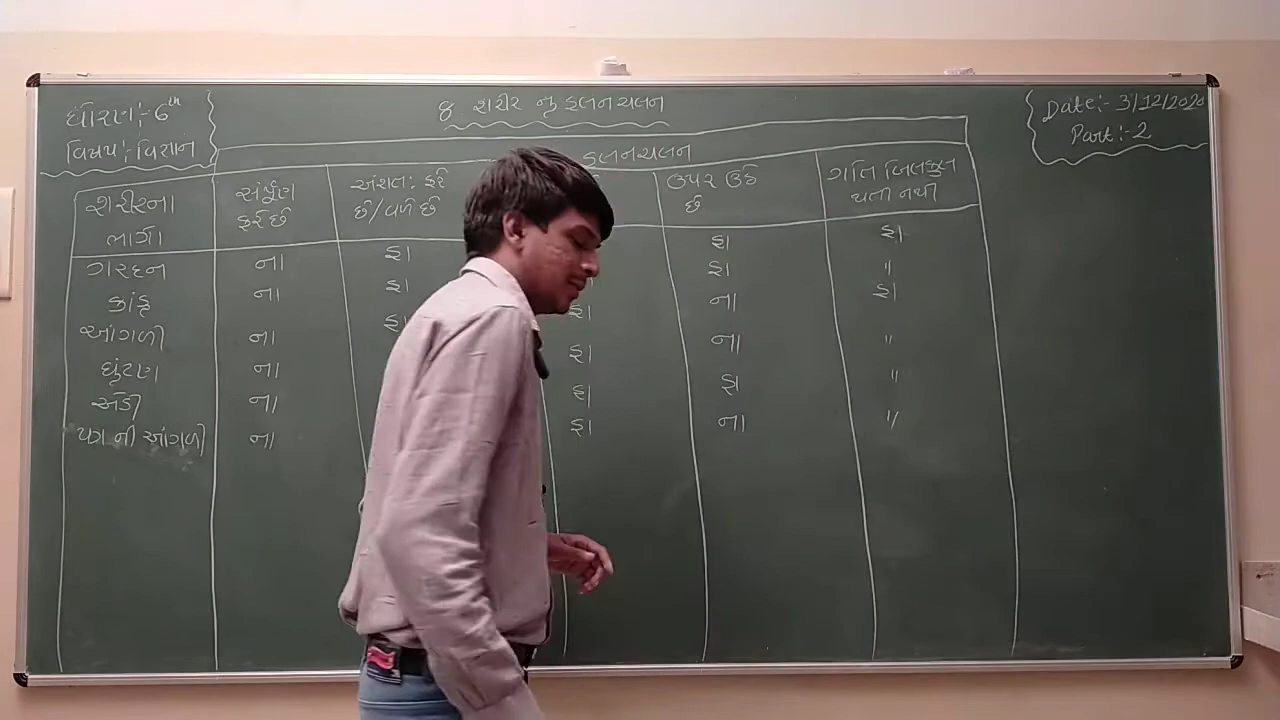 ધોરણ:- 6th
વિષય:- વિજ્ઞાન
8 શરીર નુ હલનચલન
Date:- 3/12/2020
Part:- 2
હલનચલન
શરીરના ભાગો
સંપૂર્ણ ફરે છે
અંશતઃ ફરે છે/વળે છે
ઉપર ઉઠે છે
ગતિ બિલકુલ થતી નથી
ગરદન ના હા હા હા
કાંડુ ના હા હા "
આંગળી ના હા હા ના હા
ઘૂંટણ ના હા ના "
એડી ના હા હા "
પગ ની આંગળી ના હા ના "